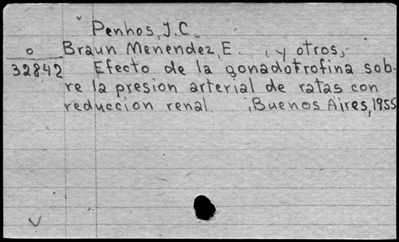 Penhos, J.C.
o Braun Menendez, E. , y otros,
32842 Efecto de la gonadotrofina sob-
re la presion arterial de ratas con
reduccion renal. ,Buenos Aires,1955